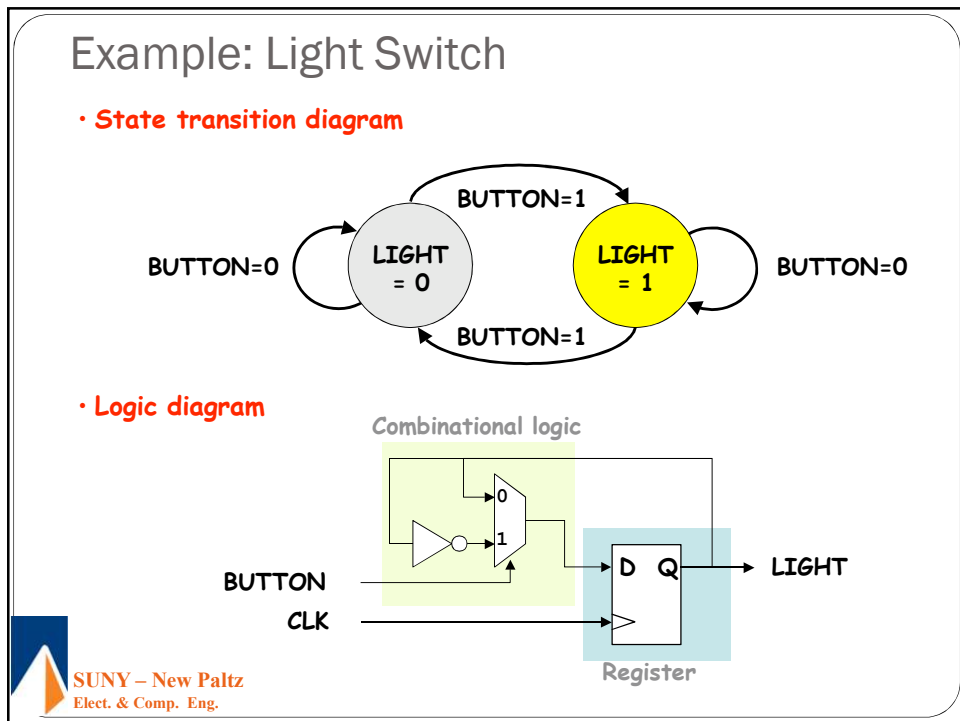 Example: Light Switch
• State transition diagram
BUTTON=1
BUTTON=0
LIGHT
= 0
LIGHT
= 1
BUTTON=0
BUTTON=1
• Logic diagram
Combinational logic
0
1
BUTTON
D Q
LIGHT
CLK
Register
SUNY – New Paltz
Elect. & Comp. Eng.